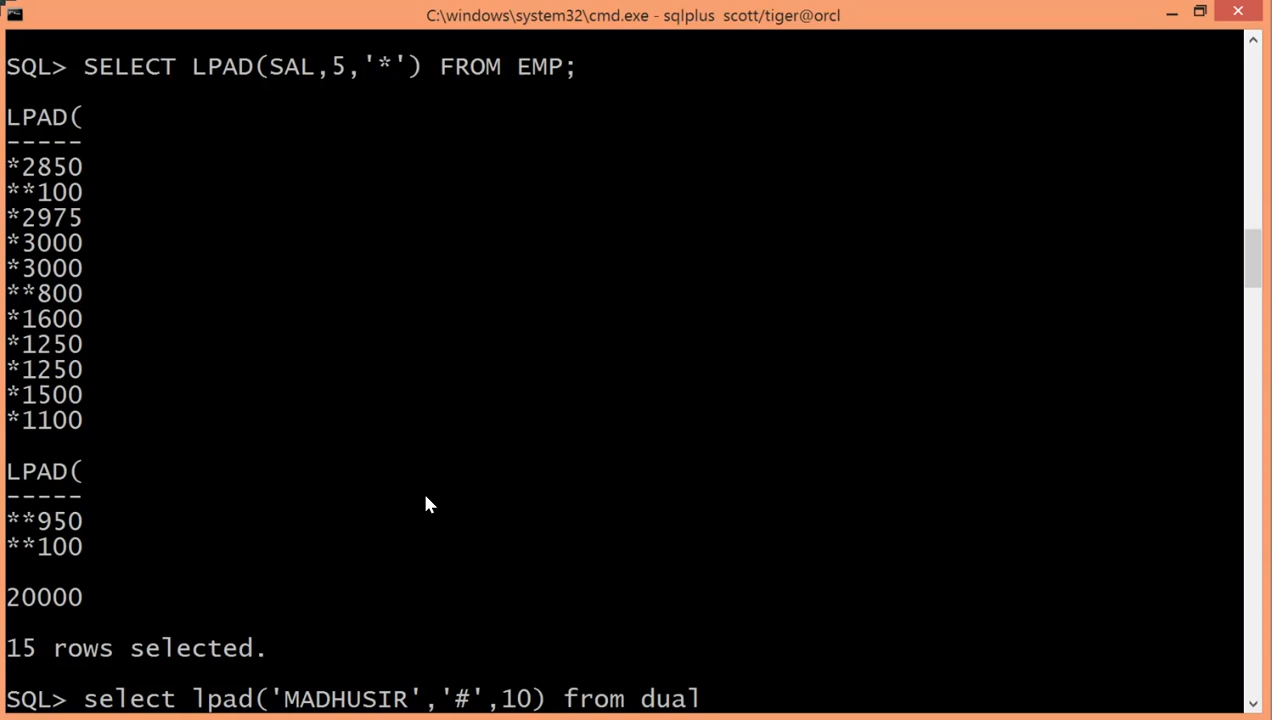 C:\windows\system32\cmd.exe - sqlplus  scott/tiger@orcl
SQL> SELECT LPAD(SAL,5,'*') FROM EMP;
LPAD(
-----
*2850
**100
*2975
*3000
*3000
**800
*1600
*1250
*1250
*1500
*1100
LPAD(
-----
**950
**100
20000
15 rows selected.
SQL> select lpad('MADHUSIR','#',10) from dual